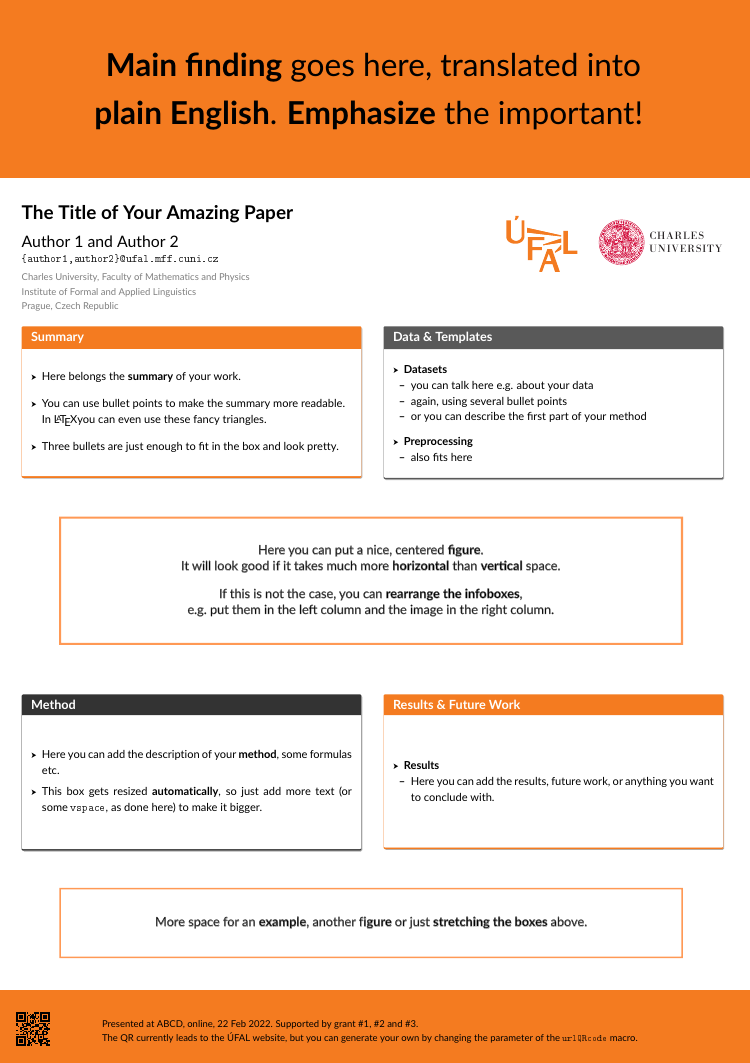 Main finding goes here, translated into
plain English. Emphasize the important!
The Title of Your Amazing Paper
Author 1 and Author 2
{author1,author2}@ufal.mff.cuni.cz
Charles University, Faculty of Mathematics and Physics
Institute of Formal and Applied Linguistics
Prague, Czech Republic
ÚFAL
CHARLES
UNIVERSITY
Summary
➤ Here belongs the summary of your work.
➤ You can use bullet points to make the summary more readable.
In LATEXyou can even use these fancy triangles.
➤ Three bullets are just enough to fit in the box and look pretty.
Data & Templates
➤ Datasets
– you can talk here e.g. about your data
– again, using several bullet points
– or you can describe the first part of your method
➤ Preprocessing
– also fits here
Here you can put a nice, centered figure.
It will look good if it takes much more horizontal than vertical space.
If this is not the case, you can rearrange the infoboxes,
e.g. put them in the left column and the image in the right column.
Method
➤ Here you can add the description of your method, some formulas
etc.
➤ This box gets resized automatically, so just add more text (or
some vspace, as done here) to make it bigger.
Results & Future Work
➤ Results
– Here you can add the results, future work, or anything you want
to conclude with.
More space for an example, another figure or just stretching the boxes above.
Presented at ABCD, online, 22 Feb 2022. Supported by grant #1, #2 and #3.
The QR currently leads to the ÚFAL website, but you can generate your own by changing the parameter of the urlQRcode macro.